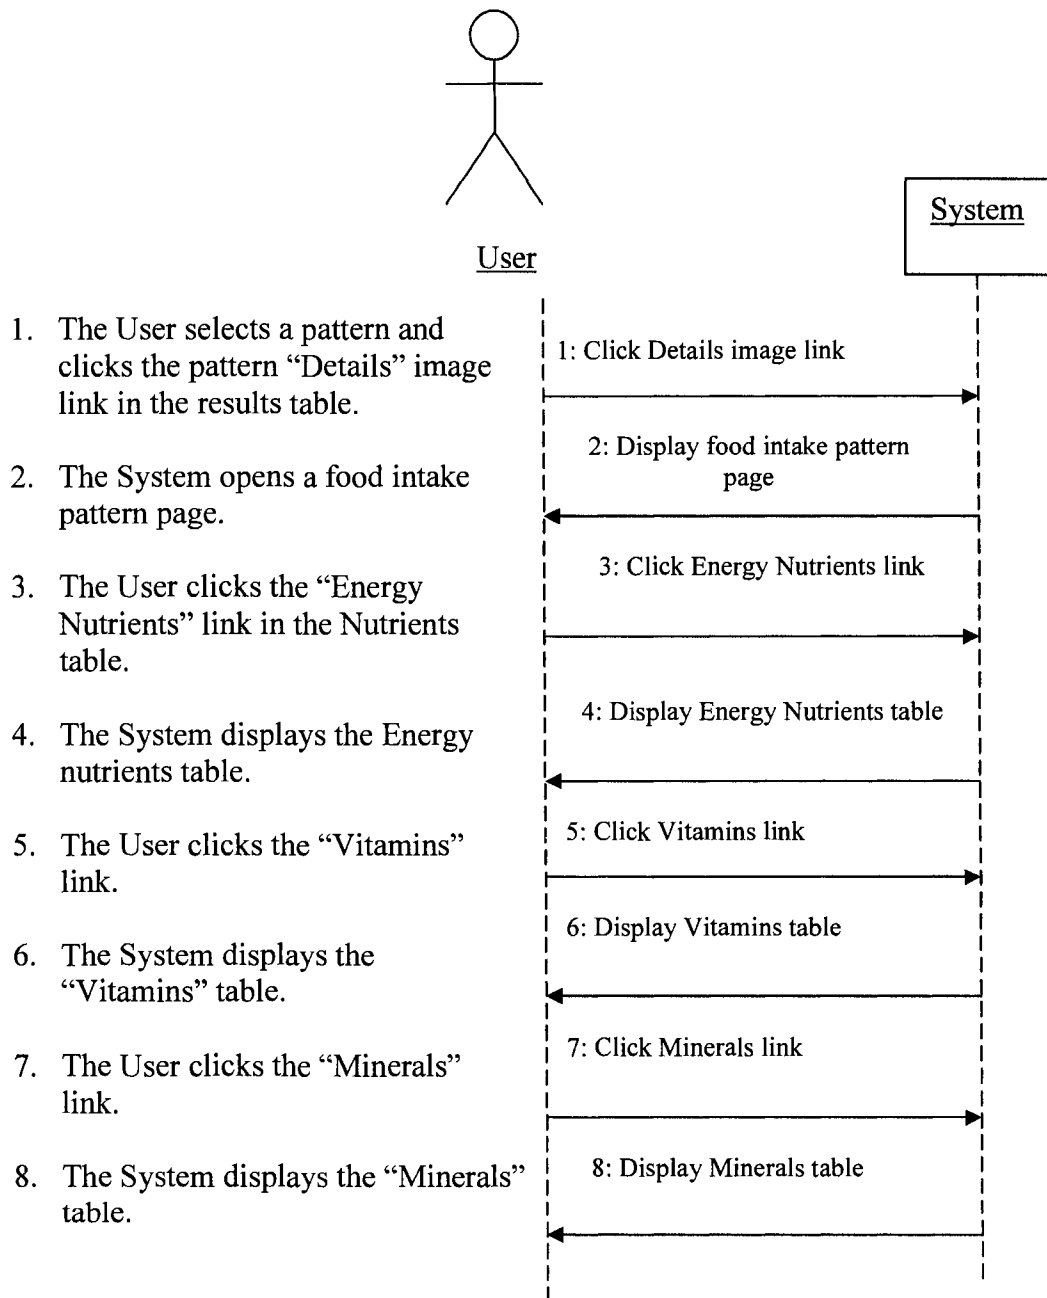 User
System
1. The User selects a pattern and
clicks the pattern “Details” image
link in the results table.
2. The System opens a food intake
pattern page.
3. The User clicks the “Energy
Nutrients” link in the Nutrients
table.
4. The System displays the Energy
nutrients table.
5. The User clicks the “Vitamins”
link.
6. The System displays the
“Vitamins” table.
7. The User clicks the “Minerals”
link.
8. The System displays the “Minerals”
table.
1: Click Details image link
2: Display food intake pattern
page
3: Click Energy Nutrients link
4: Display Energy Nutrients table
5: Click Vitamins link
6: Display Vitamins table
7: Click Minerals link
8: Display Minerals table